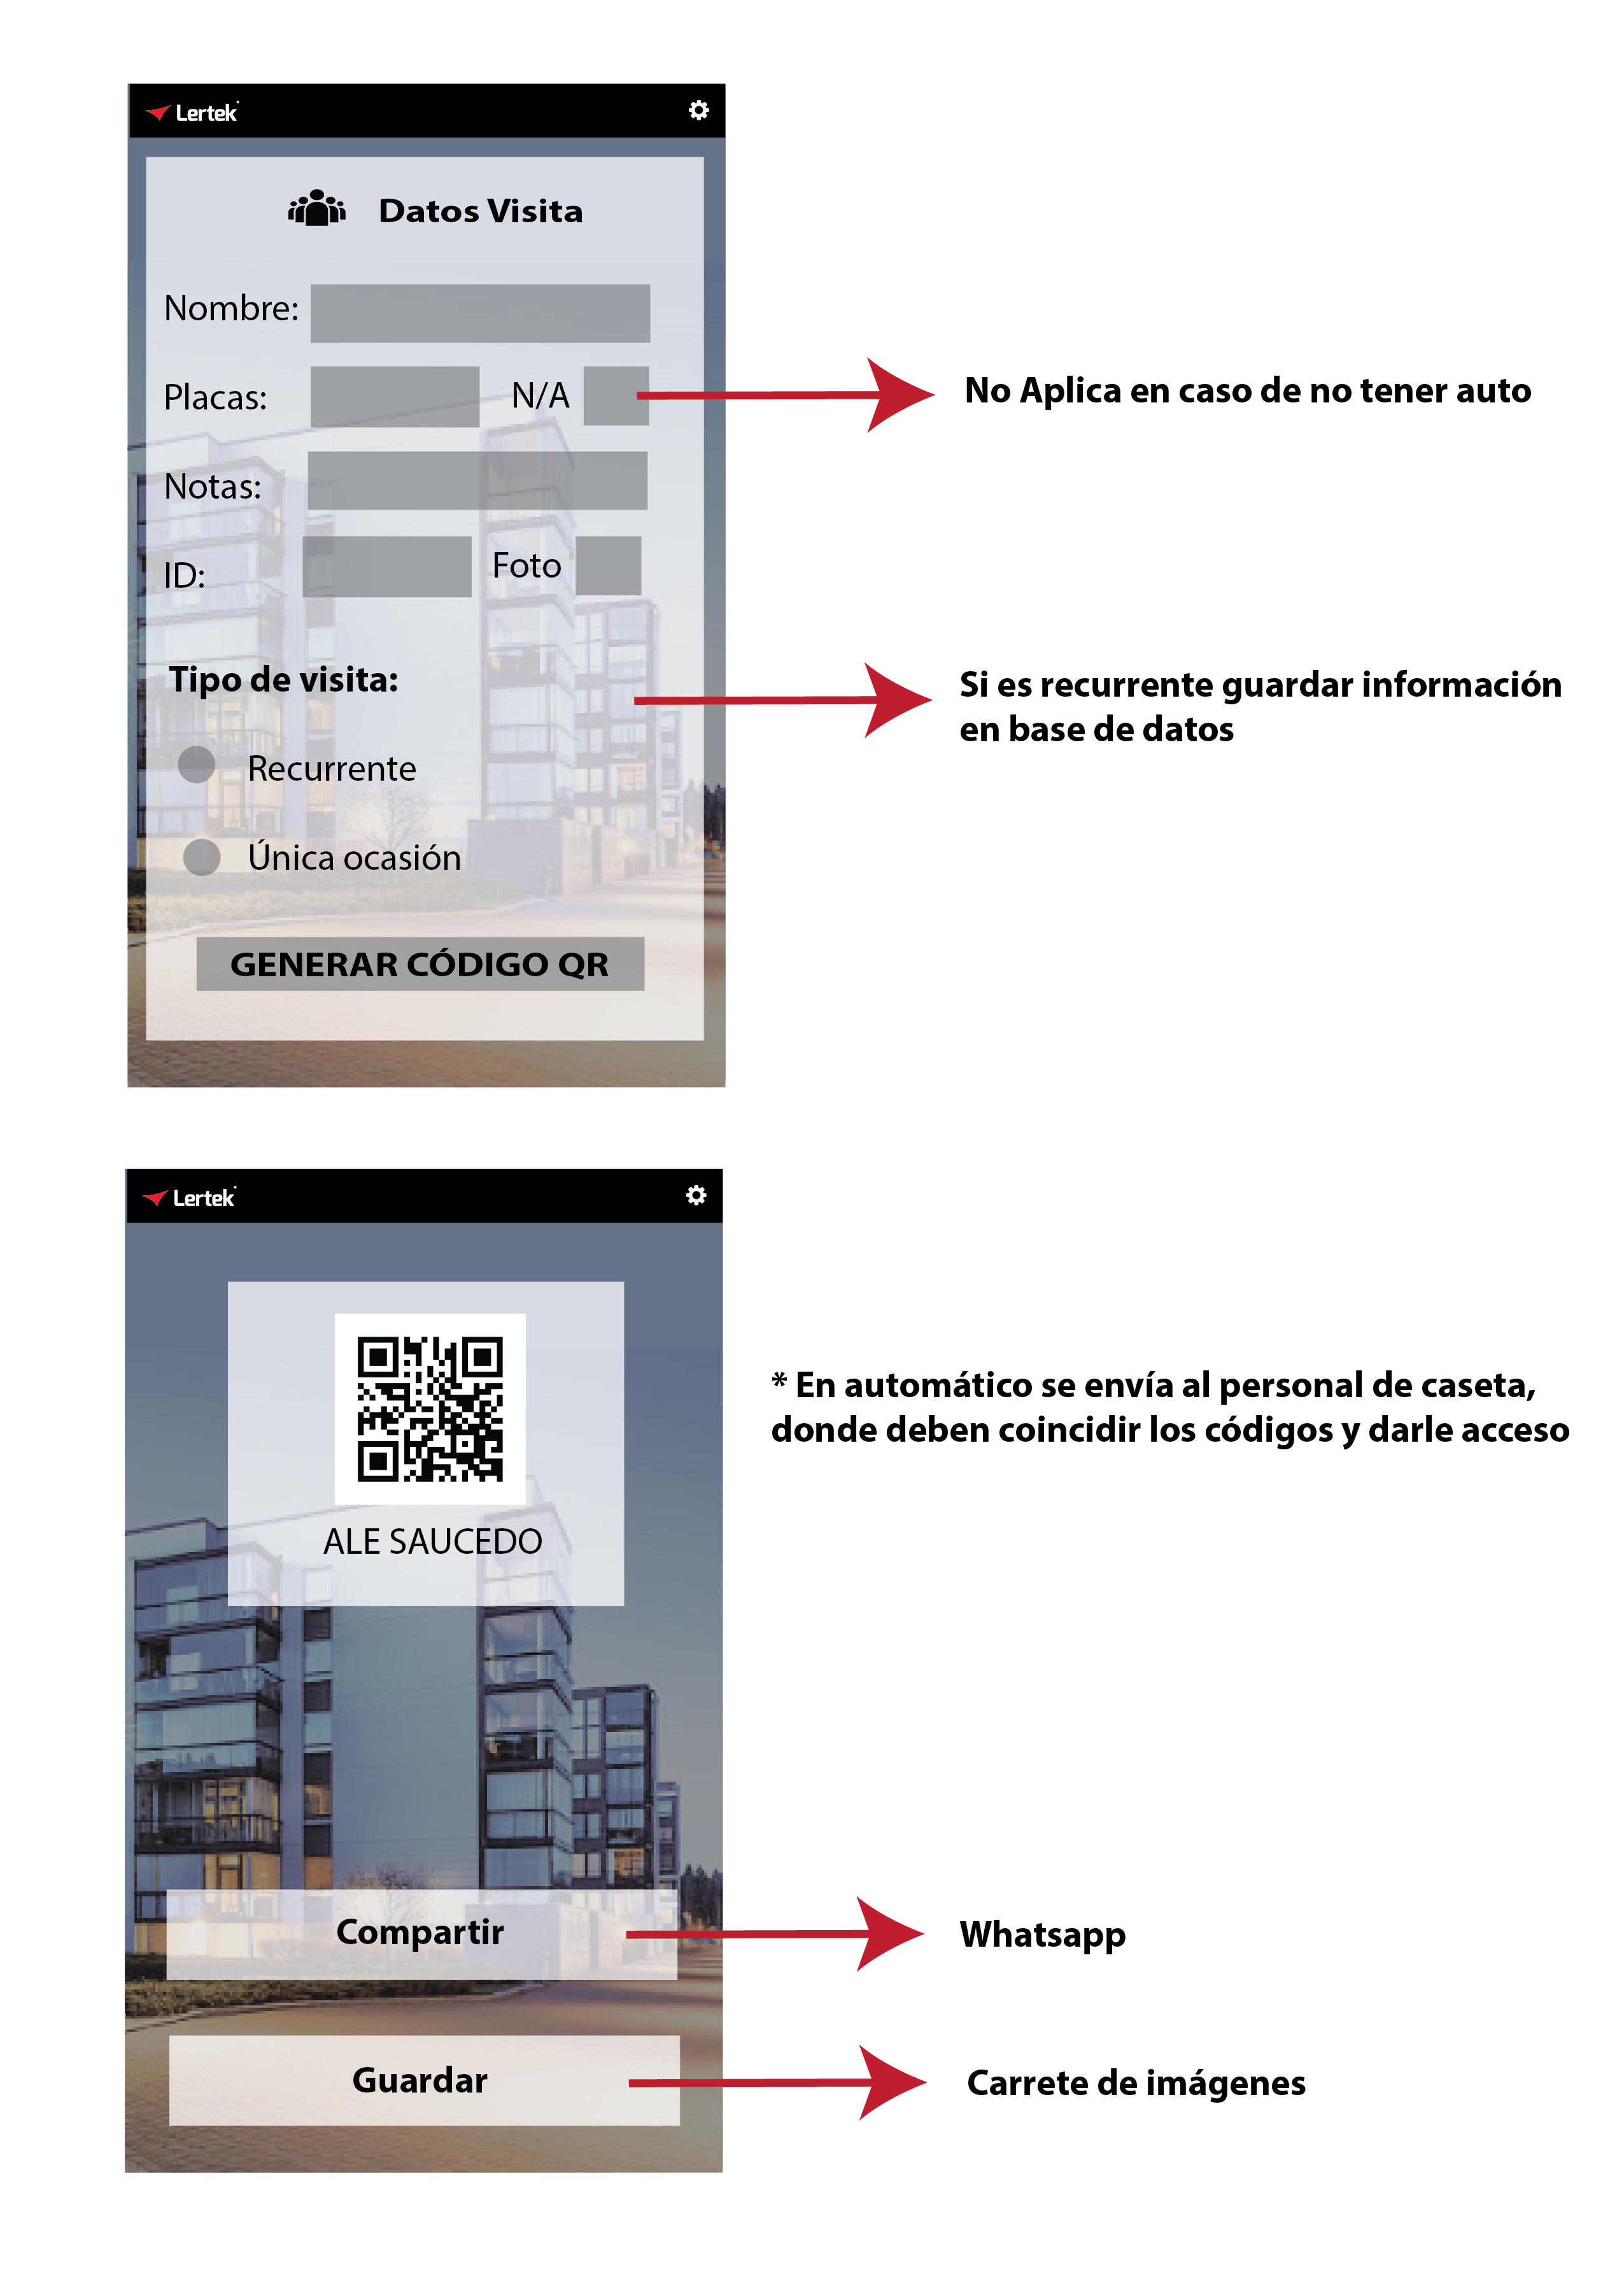 Lertek
Datos Visita
Nombre:
Placas:
N/A
No Aplica en caso de no tener auto
Notas:
ID:
Foto
Tipo de visita:
Si es recurrente guardar información
en base de datos
Recurrente
Única ocasión
GENERAR CÓDIGO QR
Lertek
ALE SAUCEDO
* En automático se envía al personal de caseta,
donde deben coincidir los códigos y darle acceso
Compartir
Whatsapp
Guardar
Carrete de imágenes